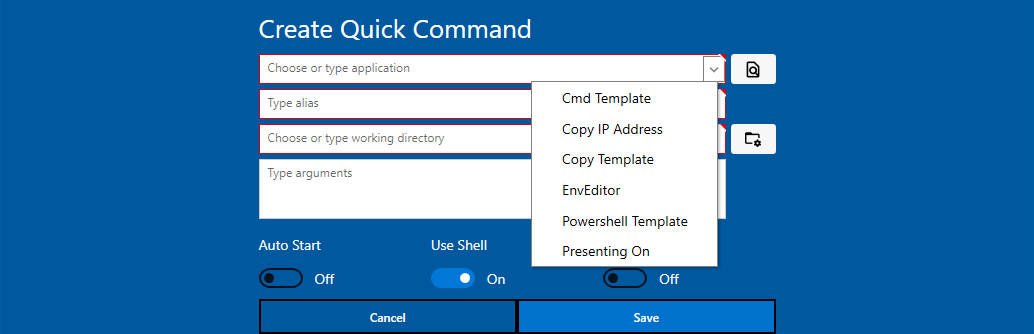 Create Quick Command
Choose or type application
Cmd Template
Type alias
Copy IP Address
Choose or type working directory
Copy Template
Type arguments
EnvEditor
Powershell Template
Presenting On
Auto Start
Use Shell
Off
On
Off
Cancel
Save